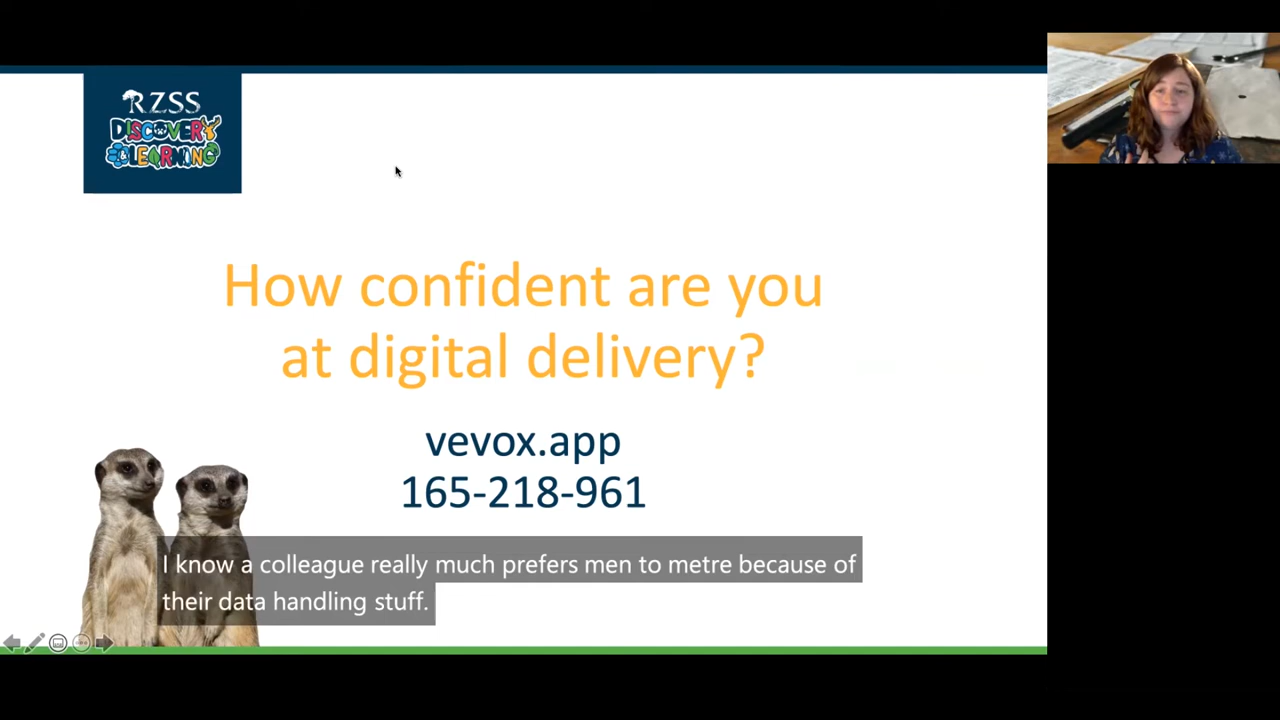 RZSS
DISCOVERY
& LEARNING
How confident are you
at digital delivery?
vevox.app
165-218-961
I know a colleague really much prefers men to metre because of
their data handling stuff.